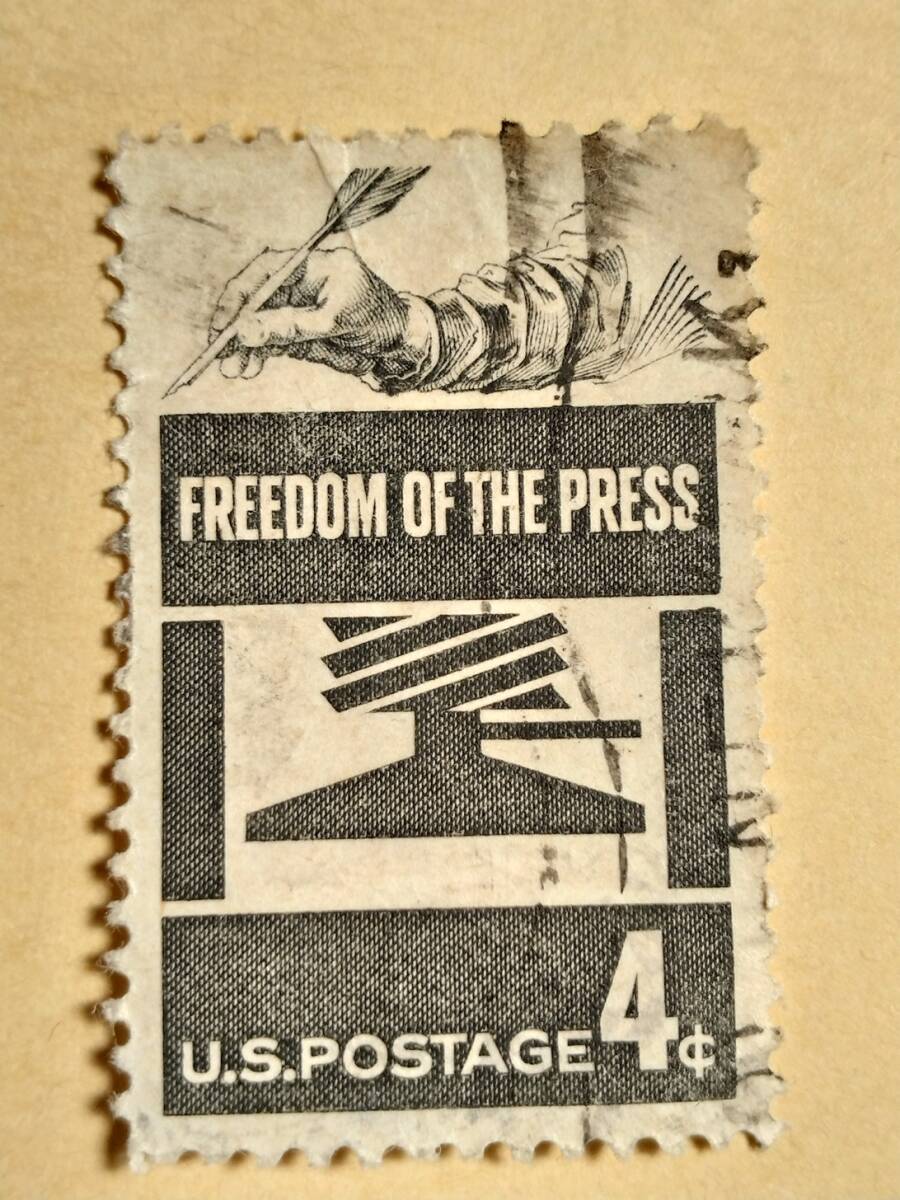 FREEDOM OF THE PRESS
U.S. POSTAGE 4¢